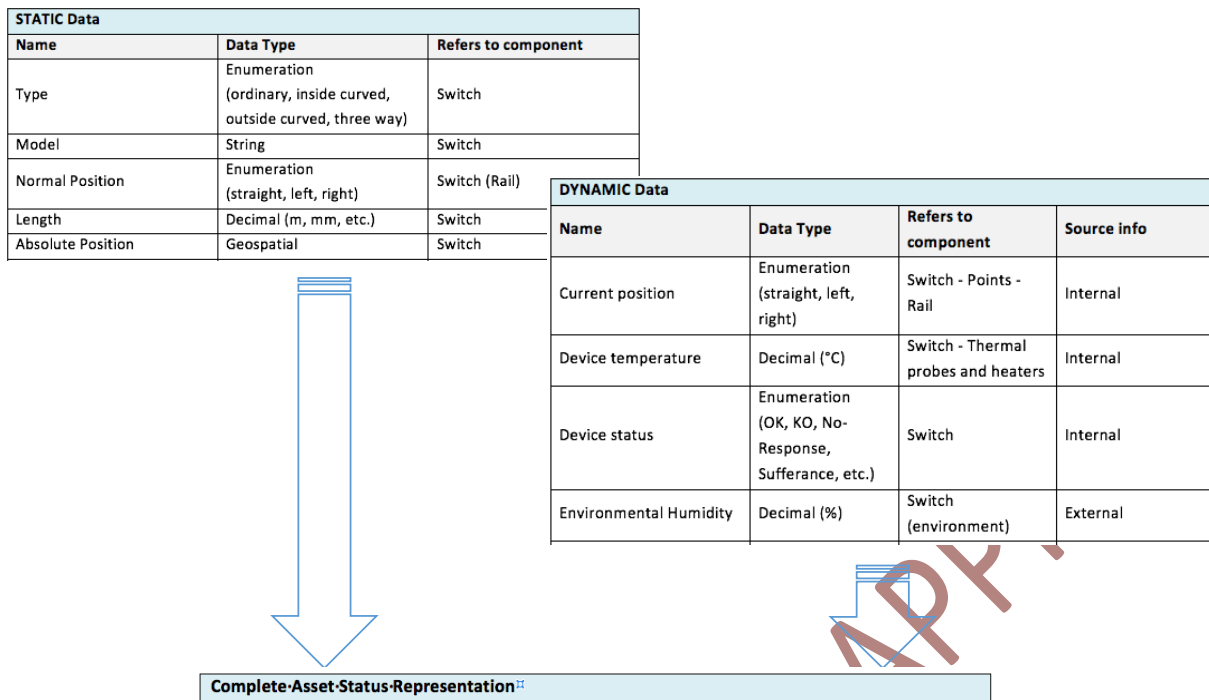 STATIC Data
Name Data Type Refers to component
Type
Enumeration
(ordinary, inside curved,
outside curved, three way)
Switch
Model String Switch
Normal Position
Enumeration
(straight, left, right)
Switch (Rail)
Length Decimal (m, mm, etc.) Switch
Absolute Position Geospatial Switch
DYNAMIC Data
Name
Data Type
Refers to
component
Source info
Current position
Enumeration
(straight, left,
right)
Switch - Points -
Rail
Internal
Device temperature
Decimal (°C)
Switch - Thermal
probes and heaters
Internal
Device status
Enumeration
(OK, KO, No-
Response,
Sufferance, etc.)
Switch
Internal
Environmental Humidity
Decimal (%)
Switch
(environment)
External
Complete·Asset·Status·Representation¤